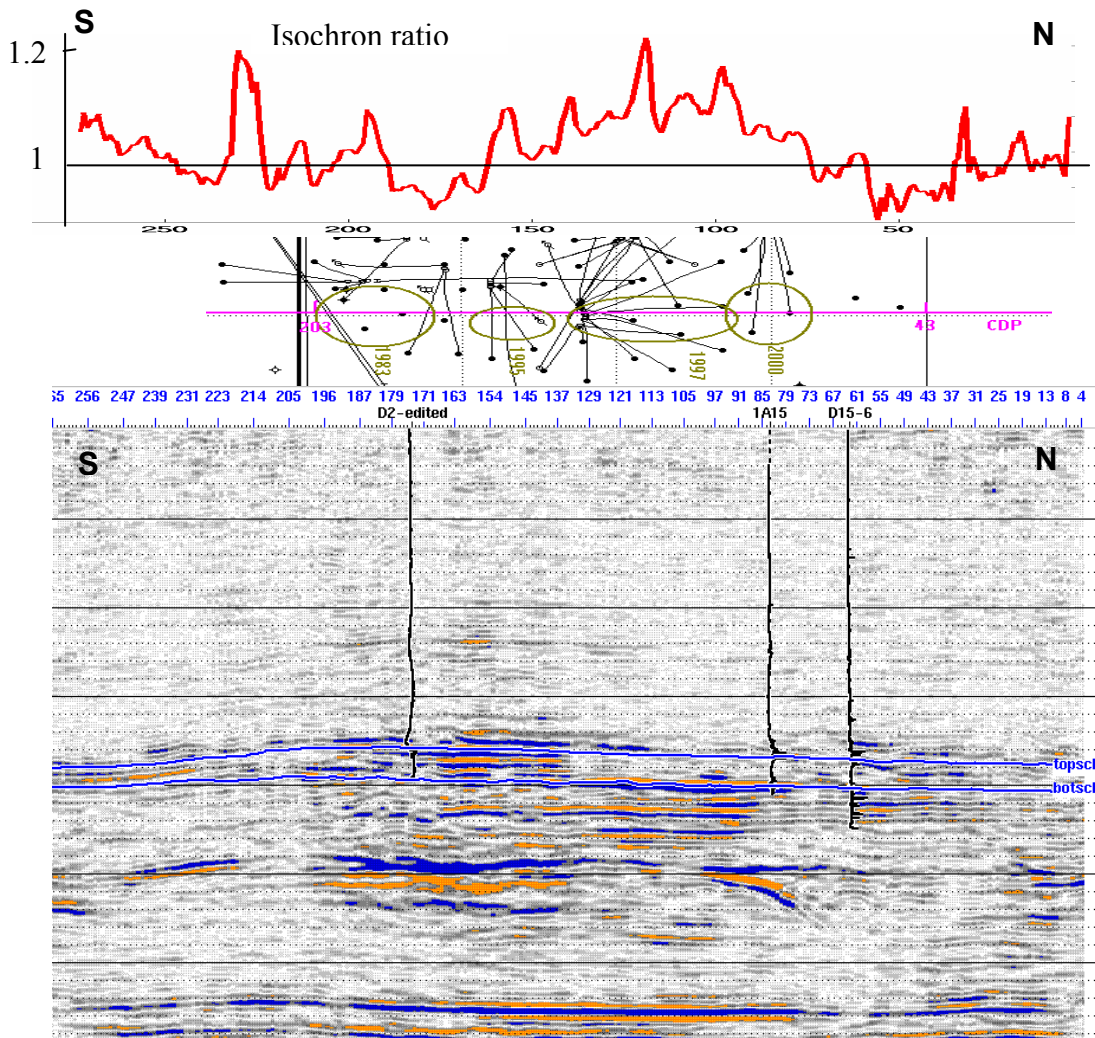 S N
Isochron ratio
1.2
1
250 200 150 100 50
203 43 CDP
1983
1995
1997
2000
65 256 247 239 231 223 214 205 196 187 179 171 163 154 145 137 129 121 113 105 97 91 85 79 73 67 61 55 49 43 37 31 25 19 13 8 4
D2-edited 1A15 D15-6
S N
topscl
botscl